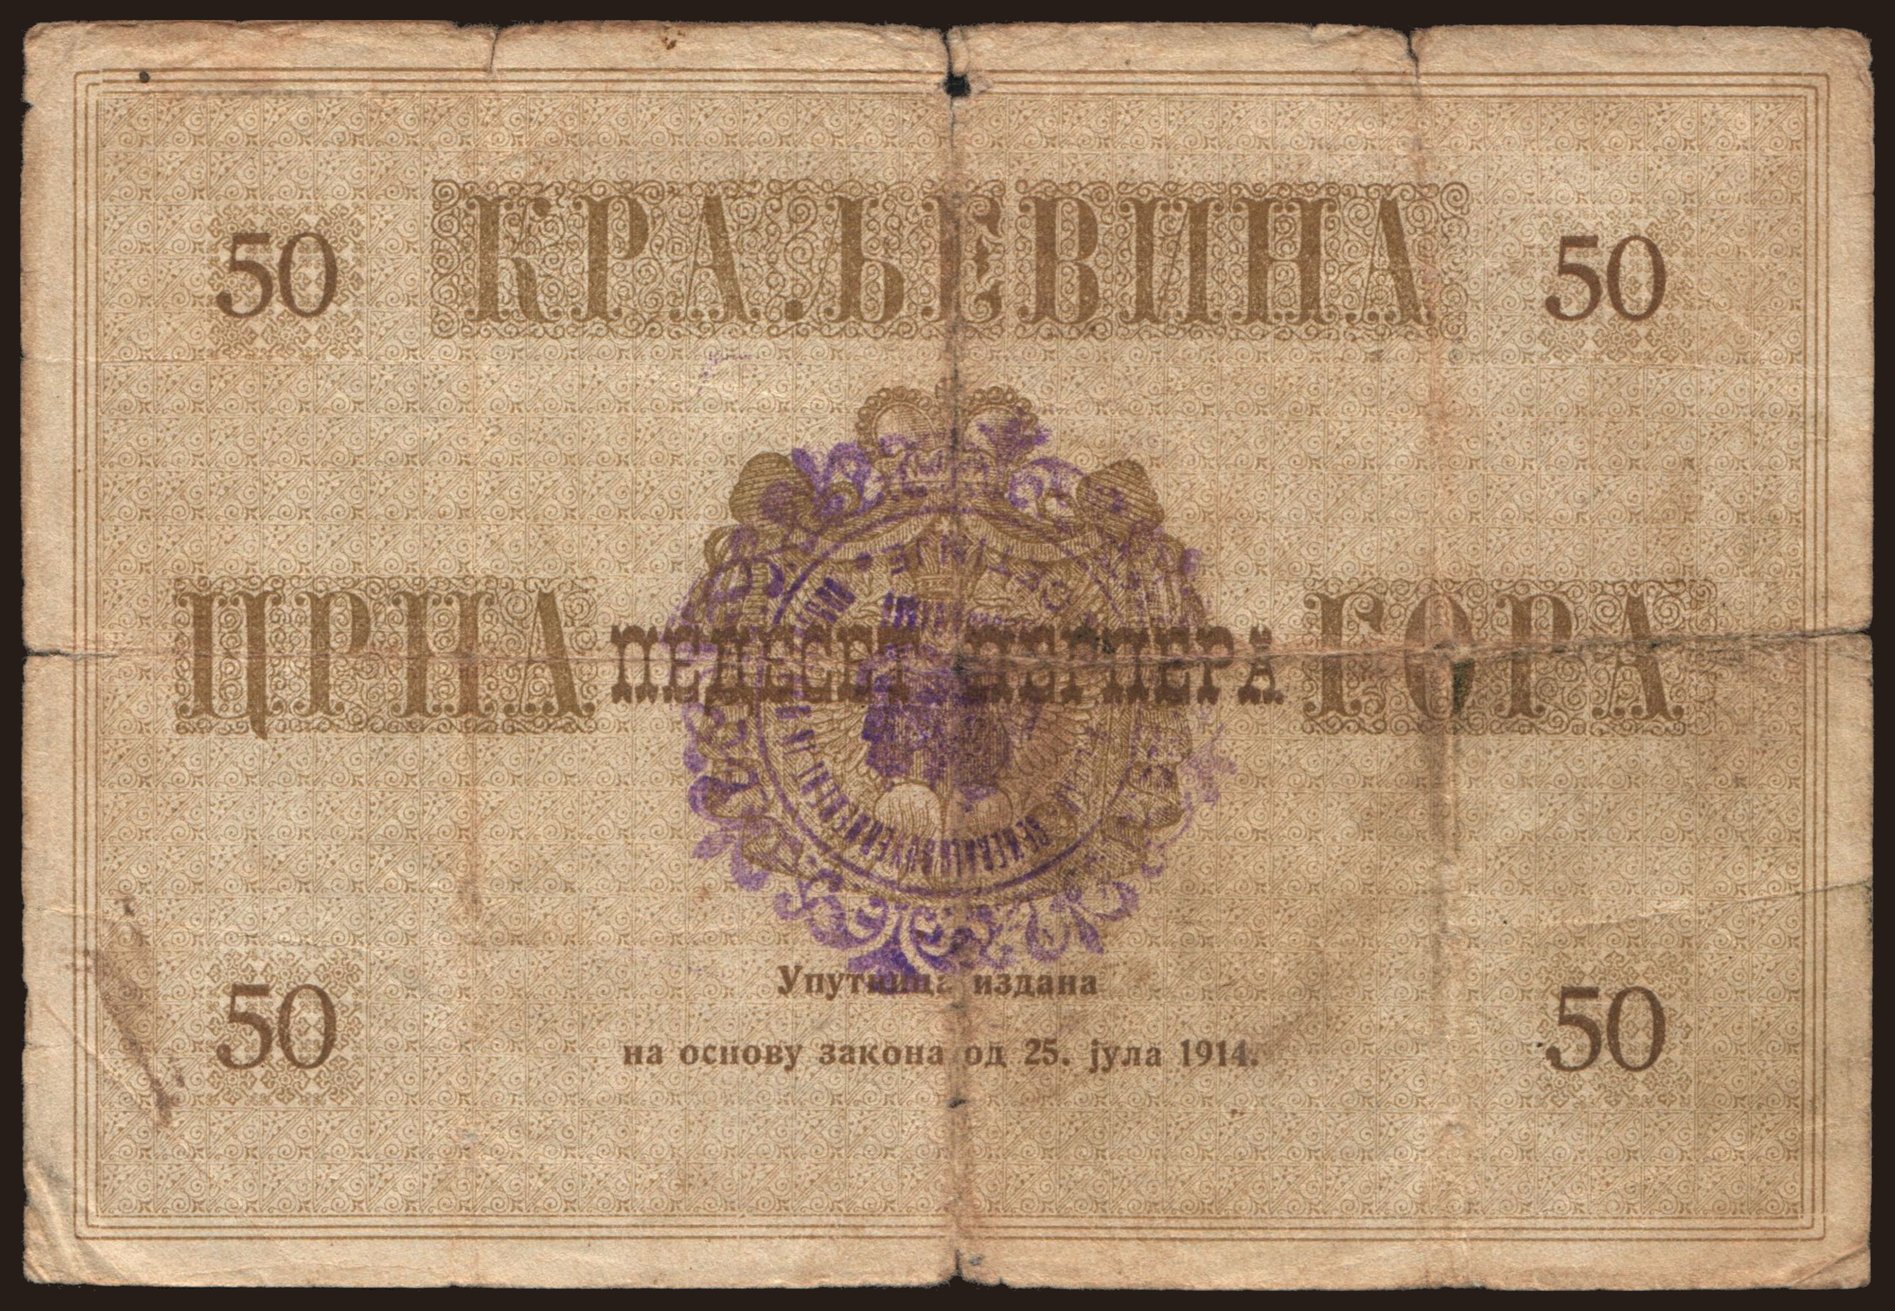 50 КРАЉЕВИНА 50
ЦРНА ПЕДЕСЕТ ПЕРПЕРА ГОРА
50 50
Упутница издана
на основу закона од 25. јула 1914.